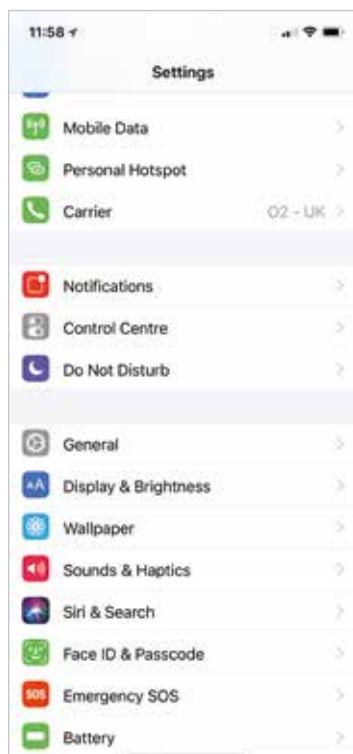 11:58
Settings
Mobile Data
Personal Hotspot
Carrier O2 - UK
Notifications
Control Centre
Do Not Disturb
General
AA Display & Brightness
Wallpaper
Sounds & Haptics
Siri & Search
Face ID & Passcode
SOS Emergency SOS
Battery